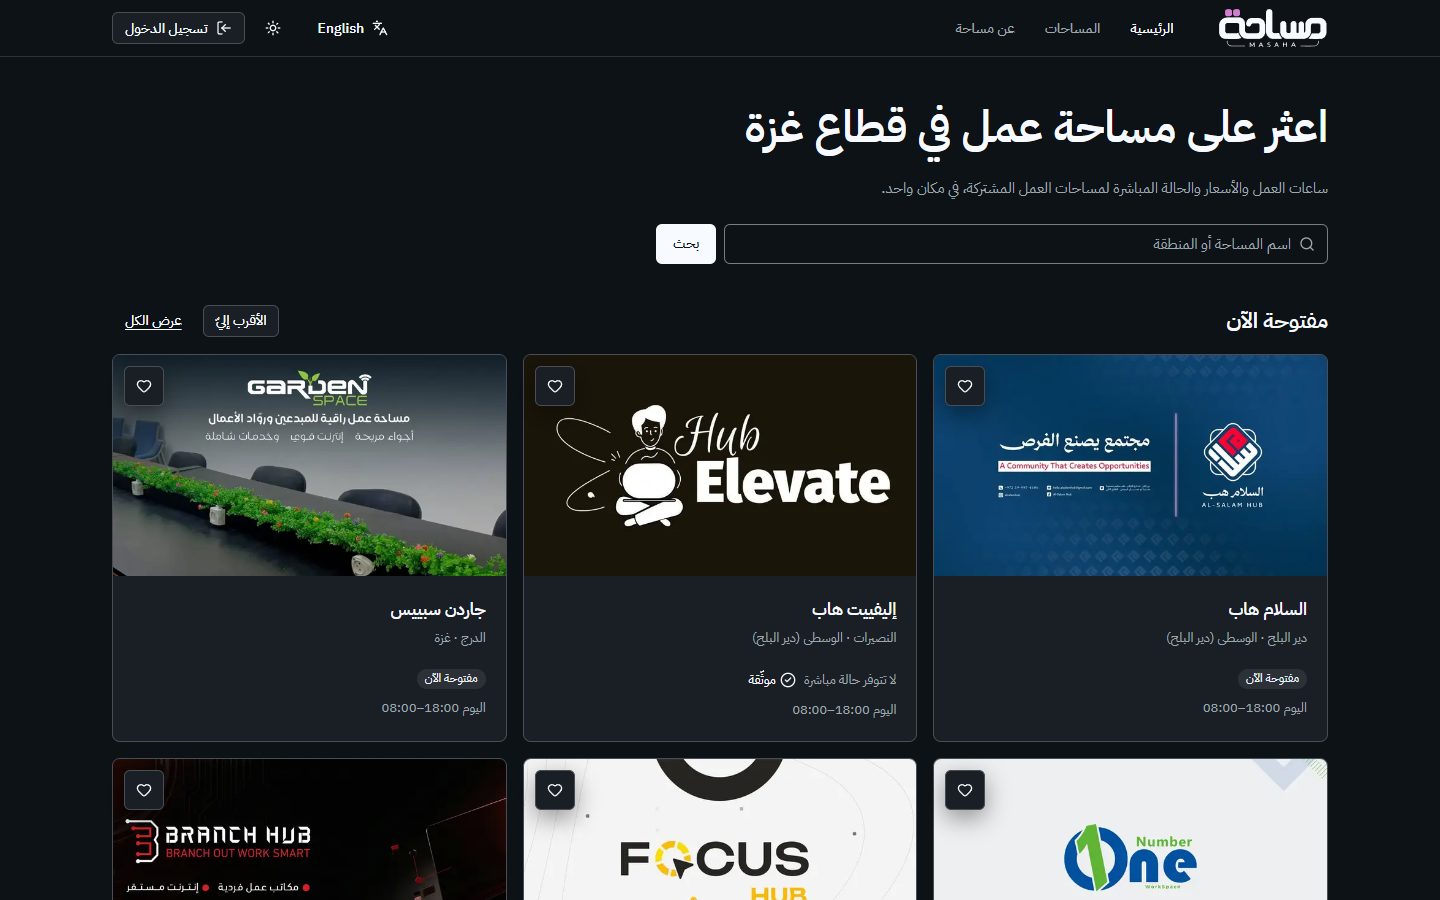 مساحة
MASAHA
الرئيسية
المساحات
عن مساحة
English
تسجيل الدخول
اعثر على مساحة عمل في قطاع غزة
ساعات العمل والأسعار والحالة المباشرة لمساحات العمل المشتركة، في مكان واحد.
اسم المساحة أو المنطقة
بحث
مفتوحة الآن
الأقرب إليّ
عرض الكل
مجتمع يصنع الفرص
A Community That Creates Opportunities
السلام هب
AL-SALAM HUB
السلام هاب
دير البلح · الوسطى (دير البلح)
مفتوحة الآن
اليوم 18:00–08:00
Hub
Elevate
إليفييت هاب
النصيرات · الوسطى (دير البلح)
لا تتوفر حالة مباشرة
موثّقة
اليوم 18:00–08:00
GARDEN
SPACE
مساحة عمل راقية للمبدعين وروّاد الأعمال
أجواء مريحة إنترنت قوي وخدمات شاملة
جاردن سبييس
الدرج · غزة
مفتوحة الآن
اليوم 18:00–08:00
Number
One
WorkSpace
FOCUS
HUB
BRANCH HUB
BRANCH OUT WORK SMART
مكاتب عمل فردية
إنترنت مستقر